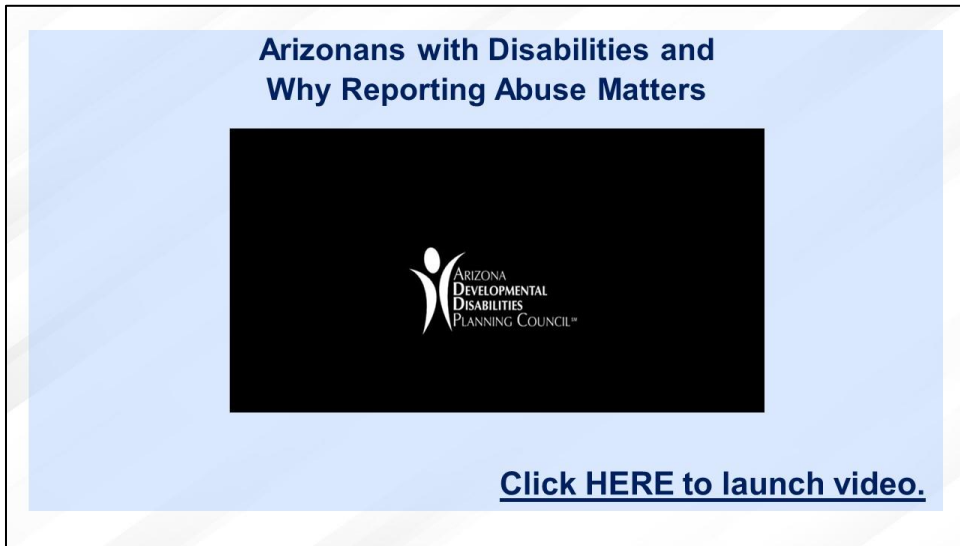 Arizonans with Disabilities and
Why Reporting Abuse Matters
ARIZONA
DEVELOPMENTAL
DISABILITIES
PLANNING COUNCIL℠
Click HERE to launch video.